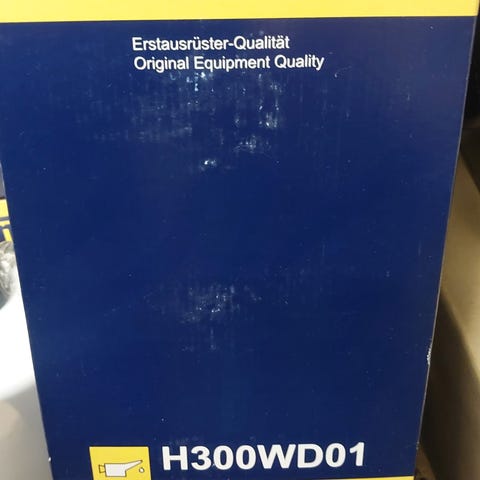 Erstausrüster-Qualität
Original Equipment Quality
H300WD01